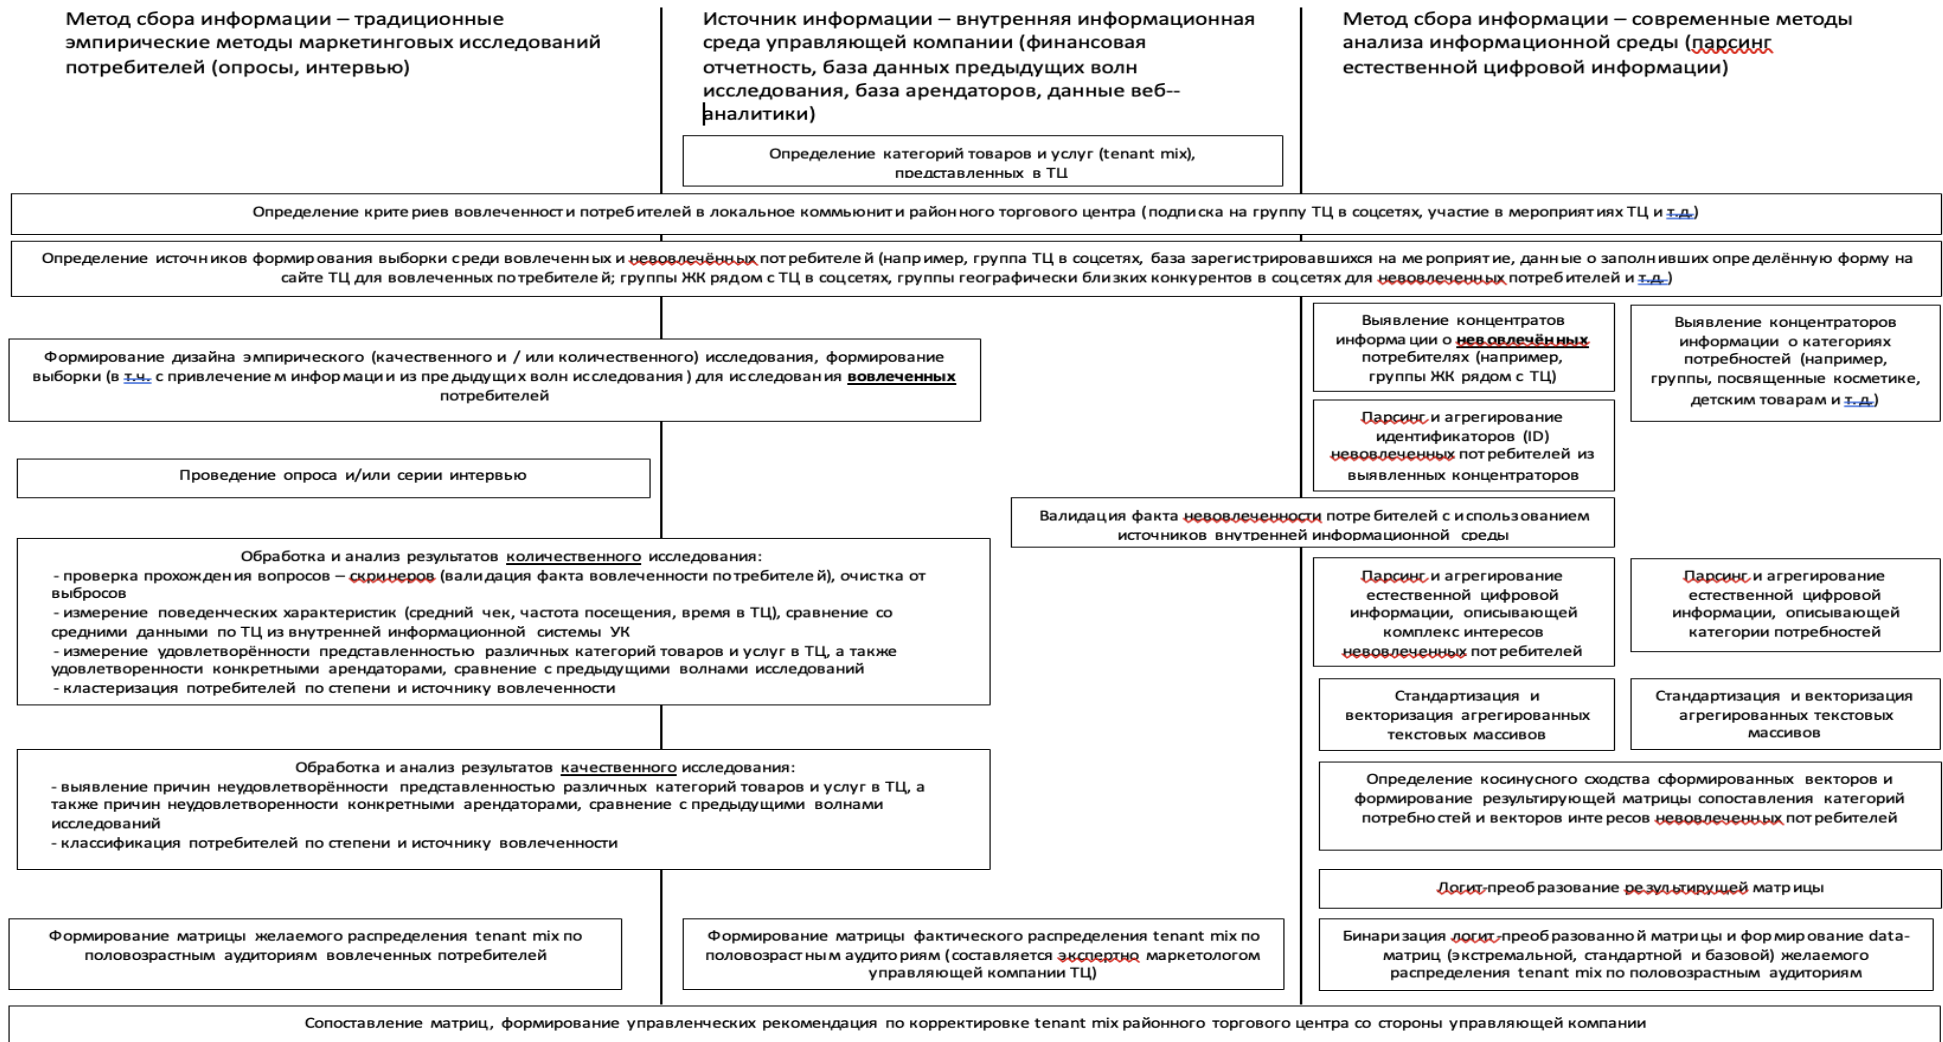 Метод сбора информации – традиционные
эмпирические методы маркетинговых исследований
потребителей (опросы, интервью)
Источник информации – внутренняя информационная
среда управляющей компании (финансовая
отчетность, база данных предыдущих волн
исследования, база арендаторов, данные веб--
аналитики)
Метод сбора информации – современные методы
анализа информационной среды (парсинг
естественной цифровой информации)
Определение категорий товаров и услуг (tenant mix),
представленных в ТЦ
Определение критериев вовлеченности потребителей в локальное коммьюнити районного торгового центра (подписка на группу ТЦ в соцсетях, участие в мероприятиях ТЦ и т.д.)
Определение источников формирования выборки среди вовлеченных и невовлечённых потребителей (например, группа ТЦ в соцсетях, база зарегистрировавшихся на мероприятие, данные о заполнивших определённую форму на
сайте ТЦ для вовлеченных потребителей; группы ЖК рядом с ТЦ в соцсетях, группы географически близких конкурентов в соцсетях для невовлеченных потребителей и т.д.)
Формирование дизайна эмпирического (качественного и / или количественного) исследования, формирование
выборки (в т.ч. с привлечением информации из предыдущих волн исследования) для исследования вовлеченных
потребителей
Выявление концентратов
информации о невовлечённых
потребителях (например,
группы ЖК рядом с ТЦ)
Выявление концентраторов
информации о категориях
потребностей (например,
группы, посвященные косметике,
детским товарам и т.д.)
Парсинг и агрегирование
идентификаторов (ID)
невовлеченных потребителей из
выявленных концентраторов
Проведение опроса и/или серии интервью
Валидация факта невовлеченности потребителей с использованием
источников внутренней информационной среды
Обработка и анализ результатов количественного исследования:
- проверка прохождения вопросов – скринеров (валидация факта вовлеченности потребителей), очистка от
выбросов
- измерение поведенческих характеристик (средний чек, частота посещения, время в ТЦ), сравнение со
средними данными по ТЦ из внутренней информационной системы УК
- измерение удовлетворённости представленностью различных категорий товаров и услуг в ТЦ, а также
удовлетворенности конкретными арендаторами, сравнение с предыдущими волнами исследований
- кластеризация потребителей по степени и источнику вовлеченности
Парсинг и агрегирование
естественной цифровой
информации, описывающей
комплекс интересов
невовлеченных потребителей
Парсинг и агрегирование
естественной цифровой
информации, описывающей
категории потребностей
Стандартизация и
векторизация агрегированных
текстовых массивов
Стандартизация и векторизация
агрегированных текстовых
массивов
Обработка и анализ результатов качественного исследования:
- выявление причин неудовлетворённости представленностью различных категорий товаров и услуг в ТЦ, а
также причин неудовлетворенности конкретными арендаторами, сравнение с предыдущими волнами
исследований
- классификация потребителей по степени и источнику вовлеченности
Определение косинусного сходства сформированных векторов и
формирование результирующей матрицы сопоставления категорий
потребностей и векторов интересов невовлеченных потребителей
Логит-преобразование результирущей матрицы
Формирование матрицы желаемого распределения tenant mix по
половозрастным аудиториям вовлеченных потребителей
Формирование матрицы фактического распределения tenant mix по
половозрастным аудиториям (составляется экспертно маркетологом
управляющей компании ТЦ)
Бинаризация логит-преобразованной матрицы и формирование data-
матриц (экстремальной, стандартной и базовой) желаемого
распределения tenant mix по половозрастным аудиториям
Сопоставление матриц, формирование управленческих рекомендация по корректировке tenant mix районного торгового центра со стороны управляющей компании